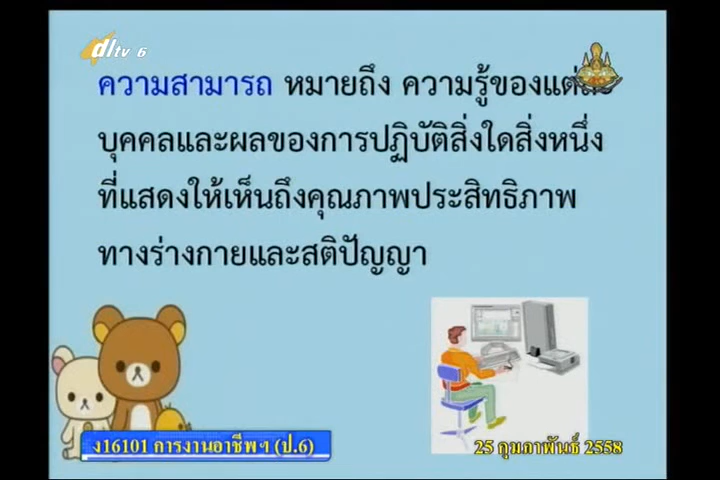 dltv 6
ความสามารถ หมายถึง ความรู้ของแต่ละ
บุคคลและผลของการปฏิบัติสิ่งใดสิ่งหนึ่ง
ที่แสดงให้เห็นถึงคุณภาพประสิทธิภาพ
ทางร่างกายและสติปัญญา
ง16101 การงานอาชีพฯ (ป.6)
25 กุมภาพันธ์ 2558